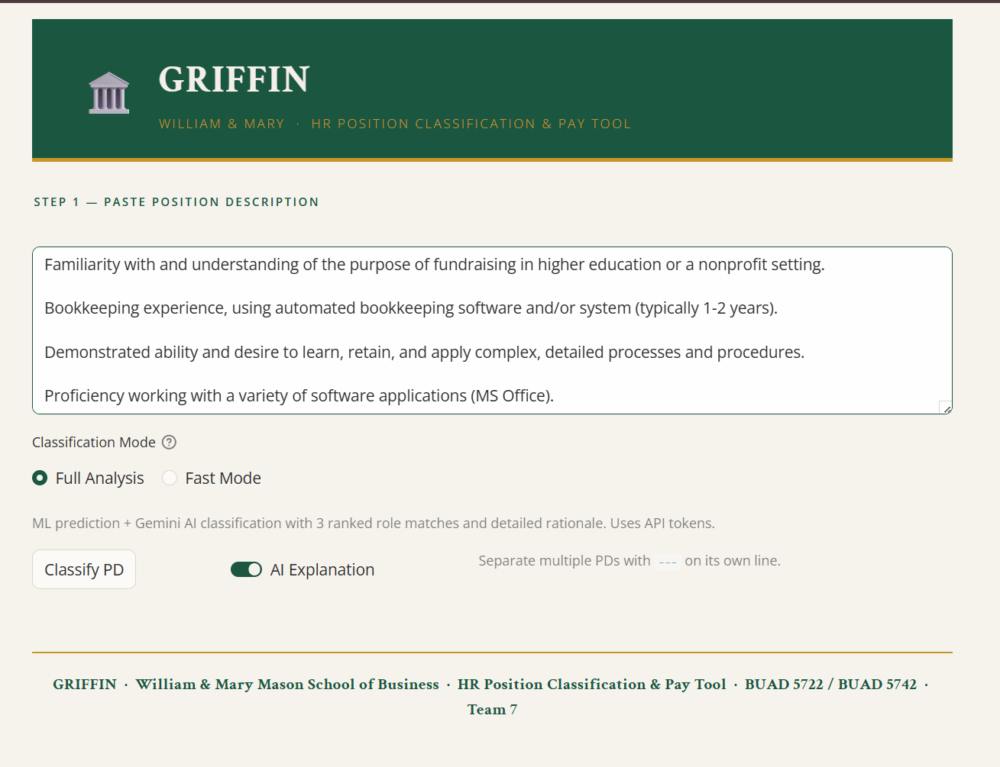 GRIFFIN
WILLIAM & MARY · HR POSITION CLASSIFICATION & PAY TOOL
STEP 1 — PASTE POSITION DESCRIPTION
Familiarity with and understanding of the purpose of fundraising in higher education or a nonprofit setting.
Bookkeeping experience, using automated bookkeeping software and/or system (typically 1-2 years).
Demonstrated ability and desire to learn, retain, and apply complex, detailed processes and procedures.
Proficiency working with a variety of software applications (MS Office).
Classification Mode ?
Full Analysis Fast Mode
ML prediction + Gemini AI classification with 3 ranked role matches and detailed rationale. Uses API tokens.
Classify PD AI Explanation Separate multiple PDs with --- on its own line.
GRIFFIN · William & Mary Mason School of Business · HR Position Classification & Pay Tool · BUAD 5722 / BUAD 5742 ·
Team 7